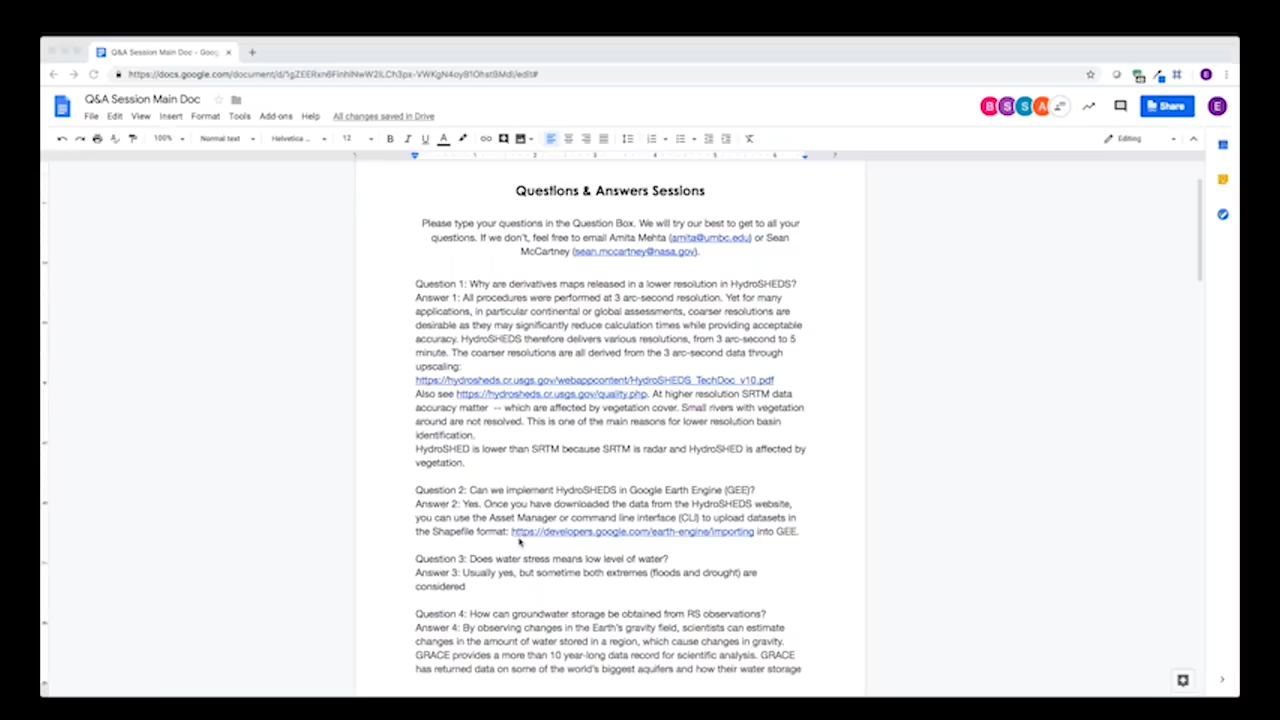 Q&A Session Main Doc - Goog
https://docs.google.com/document/d/
Q&A Session Main Doc
File Edit View Insert Format Tools Add-ons Help All changes saved in Drive
B S S A
Share
E
100% Normal text Helvetica ... 12 B I U A Editing
1 1 2 3 4 5 6 7
Questions & Answers Sessions
Please type your questions in the Question Box. We will try our best to get to all your
questions. If we don't, feel free to email Amita Mehta (amita@umbc.edu) or Sean
McCartney (sean.mccartney@nasa.gov).
Question 1: Why are derivatives maps released in a lower resolution in HydroSHEDS?
Answer 1: All procedures were performed at 3 arc-second resolution. Yet for many
applications, in particular continental or global assessments, coarser resolutions are
desirable as they may significantly reduce calculation times while providing acceptable
accuracy. HydroSHEDS therefore delivers various resolutions, from 3 arc-second to 5
minute. The coarser resolutions are all derived from the 3 arc-second data through
upscaling:
https://hydrosheds.cr.usgs.gov/webappcontent/HydroSHEDS_TechDoc_v10.pdf
Also see https://hydrosheds.cr.usgs.gov/quality.php. At higher resolution SRTM data
accuracy matter -- which are affected by vegetation cover. Small rivers with vegetation
around are not resolved. This is one of the main reasons for lower resolution basin
identification.
HydroSHED is lower than SRTM because SRTM is radar and HydroSHED is affected by
vegetation.
Question 2: Can we implement HydroSHEDS in Google Earth Engine (GEE)?
Answer 2: Yes. Once you have downloaded the data from the HydroSHEDS website,
you can use the Asset Manager or command line interface (CLI) to upload datasets in
the Shapefile format: https://developers.google.com/earth-engine/importing into GEE.
Question 3: Does water stress means low level of water?
Answer 3: Usually yes, but sometime both extremes (floods and drought) are
considered
Question 4: How can groundwater storage be obtained from RS observations?
Answer 4: By observing changes in the Earth's gravity field, scientists can estimate
changes in the amount of water stored in a region, which cause changes in gravity.
GRACE provides a more than 10 year-long data record for scientific analysis. GRACE
has returned data on some of the world's biggest aquifers and how their water storage